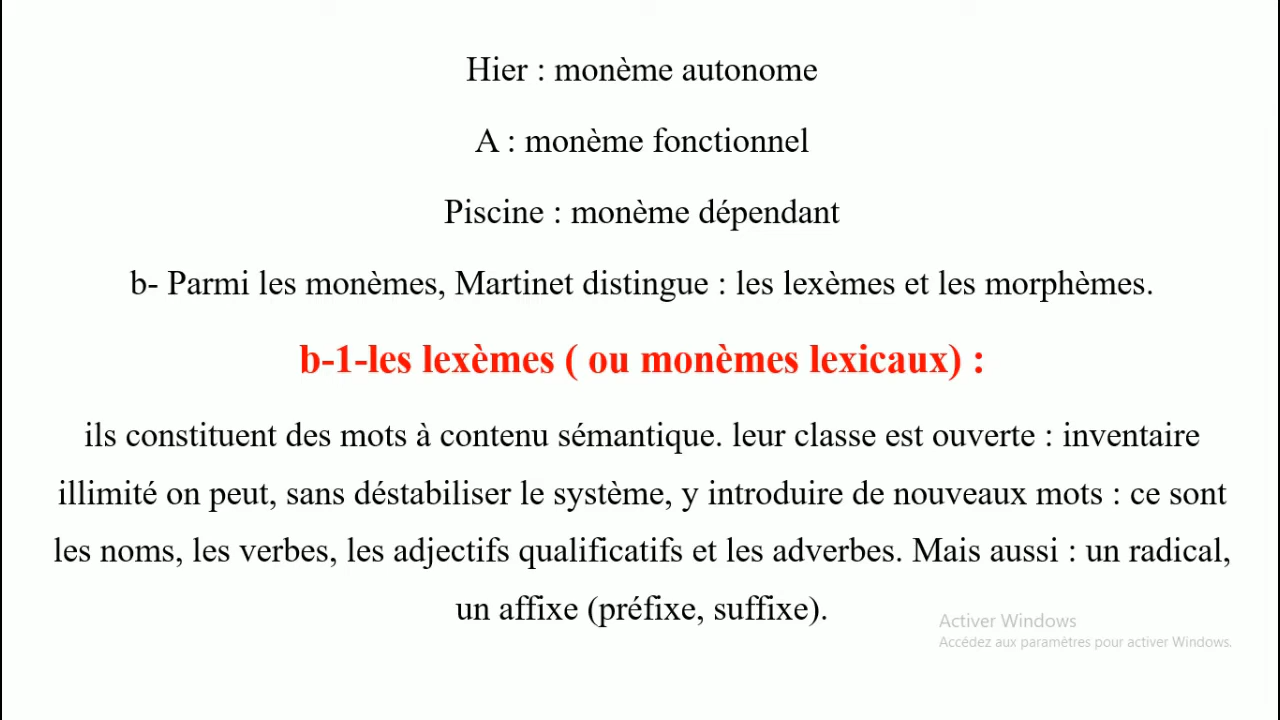 Hier : monème autonome
A : monème fonctionnel
Piscine : monème dépendant
b- Parmi les monèmes, Martinet distingue : les lexèmes et les morphèmes.
b-1-les lexèmes ( ou monèmes lexicaux) :
ils constituent des mots à contenu sémantique. leur classe est ouverte : inventaire
illimité on peut, sans déstabiliser le système, y introduire de nouveaux mots : ce sont
les noms, les verbes, les adjectifs qualificatifs et les adverbes. Mais aussi : un radical,
un affixe (préfixe, suffixe).
Activer Windows
Accédez aux paramètres pour activer Windows.